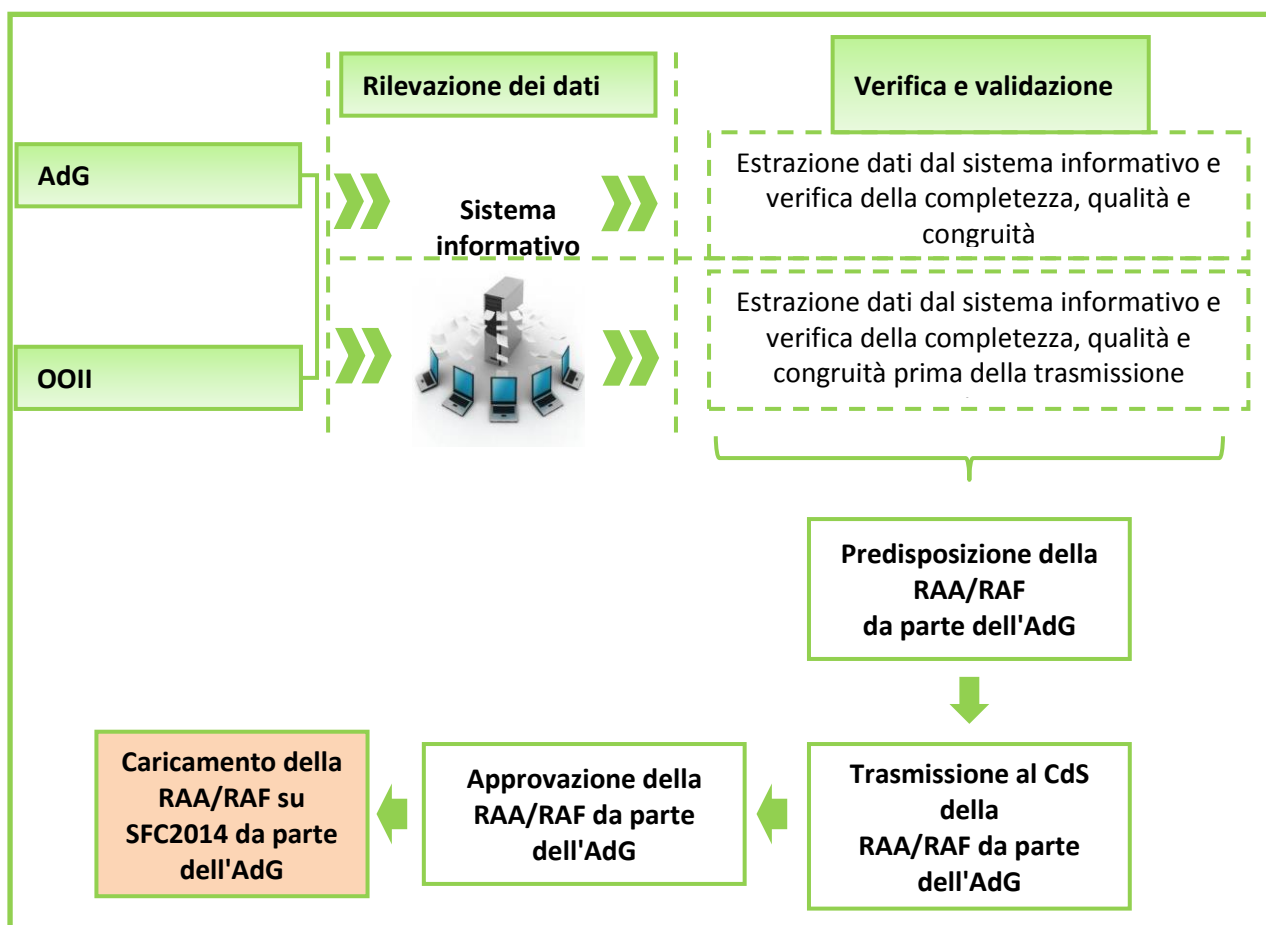 Rilevazione dei dati
Verifica e validazione
AdG
Sistema
informativo
Estrazione dati dal sistema informativo e
verifica della completezza, qualità e
congruità
OOII
Estrazione dati dal sistema informativo e
verifica della completezza, qualità e
congruità prima della trasmissione
Predisposizione della
RAA/RAF
da parte dell'AdG
Trasmissione al CdS
della
RAA/RAF da parte
dell'AdG
Approvazione della
RAA/RAF da parte
dell'AdG
Caricamento della
RAA/RAF su
SFC2014 da parte
dell'AdG